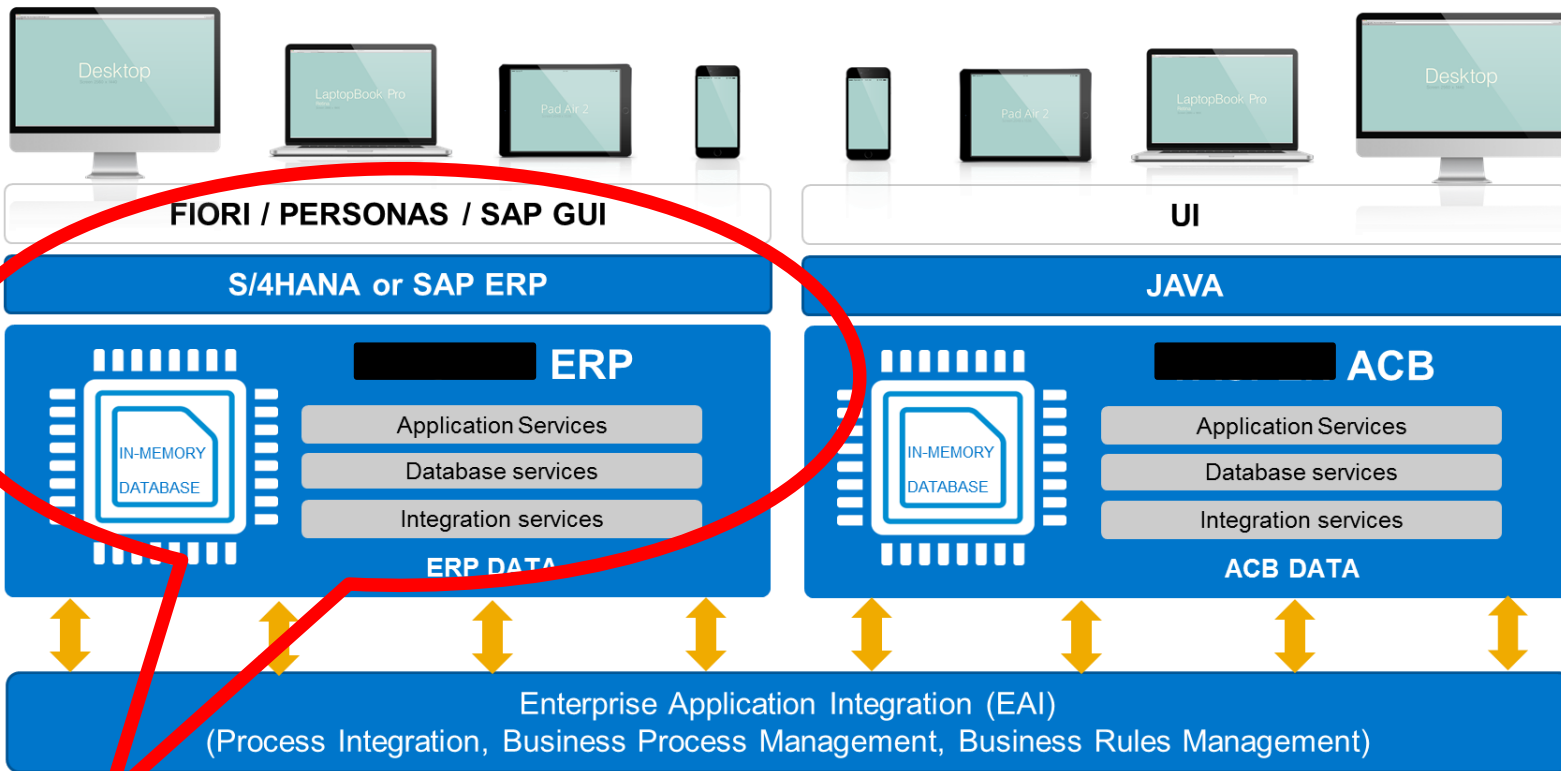 Desktop
LaptopBook Pro
Pad Air 2
Pad Air 2
LaptopBook Pro
Desktop
FIORI / PERSONAS / SAP GUI
UI
S/4HANA or SAP ERP
JAVA
ERP
ACB
IN-MEMORY
DATABASE
Application Services
Database services
Integration services
IN-MEMORY
DATABASE
Application Services
Database services
Integration services
ERP DATA
ACB DATA
Enterprise Application Integration (EAI)
(Process Integration, Business Process Management, Business Rules Management)